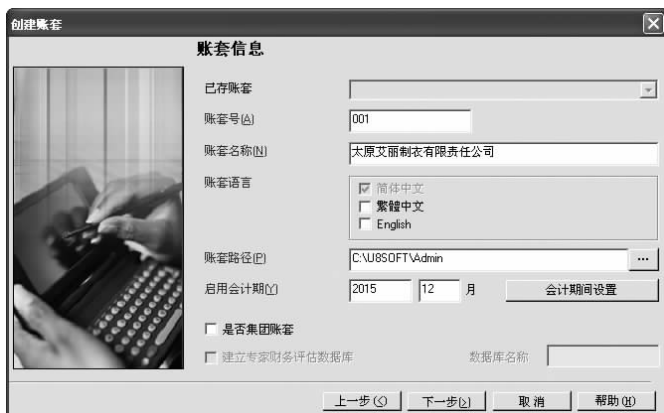 创建账套
账套信息
已存账套
账套号(A) 001
账套名称(N) 太原艾丽制衣有限责任公司
账套语言 简体中文
繁體中文
English
账套路径(P) C:\U8SOFT\Admin ...
启用会计期(Y) 2015 12 月 会计期间设置
是否集团账套
建立专家财务评估数据库 数据库名称
上一步(<) 下一步(>) 取消 帮助(H)